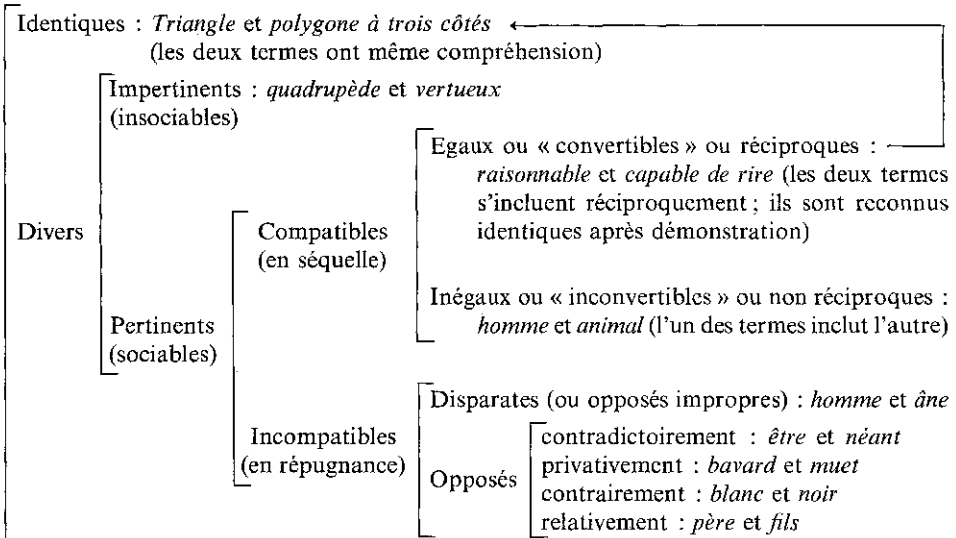 Identiques : Triangle et polygone à trois côtés
(les deux termes ont même compréhension)
Impertinents : quadrupède et vertueux
(insociables)
Egaux ou « convertibles » ou réciproques :
raisonnable et capable de rire (les deux termes
s'incluent réciproquement ; ils sont reconnus
identiques après démonstration)
Divers
Compatibles
(en séquelle)
Inégaux ou « inconvertibles » ou non réciproques :
homme et animal (l'un des termes inclut l'autre)
Pertinents
(sociables)
Disparates (ou opposés impropres) : homme et âne
Incompatibles
(en répugnance)
Opposés
contradictoirement : être et néant
privativement : bavard et muet
contrairement : blanc et noir
relativement : père et fils